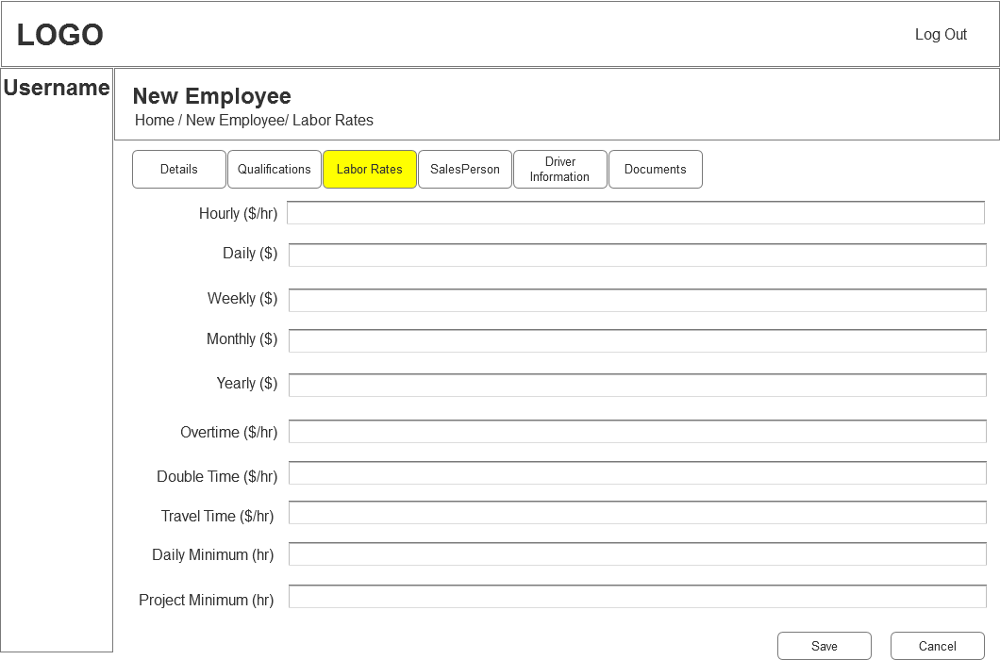 LOGO
Log Out
Username
New Employee
Home / New Employee/ Labor Rates
Details
Qualifications
Labor Rates
SalesPerson
Driver
Information
Documents
Hourly ($/hr)
Daily ($)
Weekly ($)
Monthly ($)
Yearly ($)
Overtime ($/hr)
Double Time ($/hr)
Travel Time ($/hr)
Daily Minimum (hr)
Project Minimum (hr)
Save
Cancel